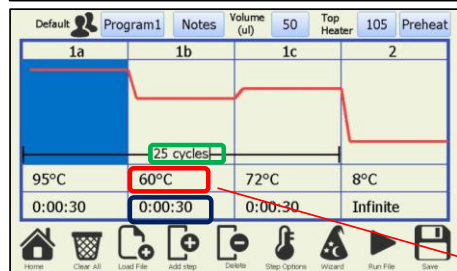 Default Program1 Notes Volume (ul) 50 Top Heater 105 Preheat
1a 1b 1c 2
25 cycles
95°C 60°C 72°C 8°C
0:00:30 0:00:30 0:00:30 Infinite
Home Clear All Load File Add step Delete Step Options Wizard Run File Save